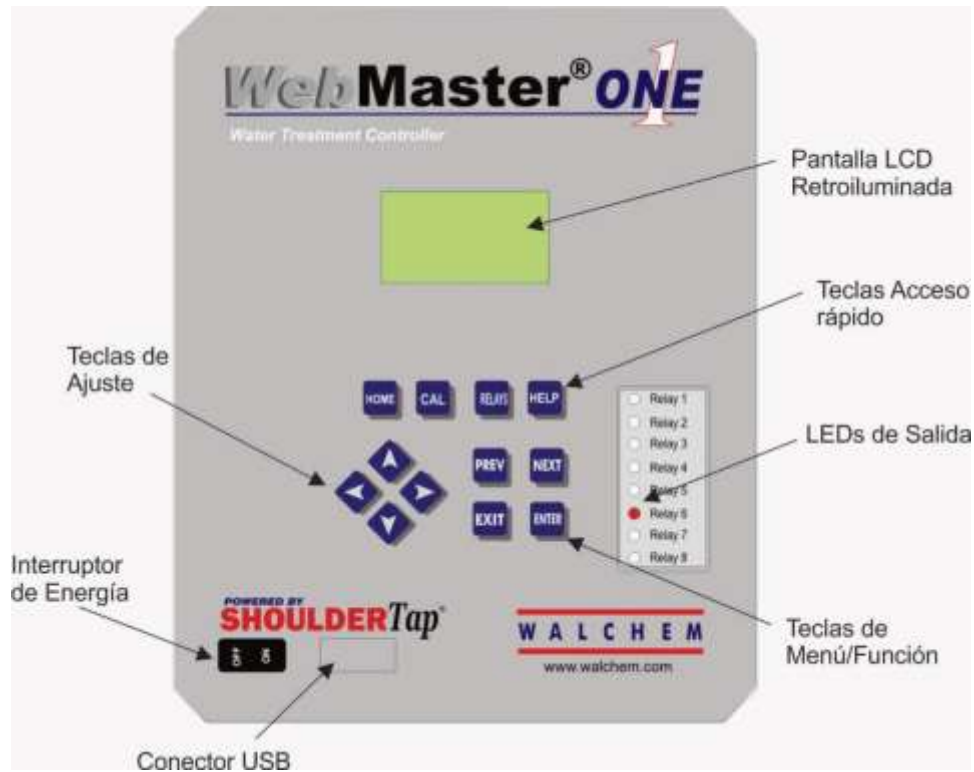 WebMaster® ONE 1
Water Treatment Controller
Pantalla LCD
Retroiluminada
Teclas Acceso
rápido
Teclas de
Ajuste
HOME CAL RELAYS HELP
PREV NEXT
EXIT ENTER
Relay 1
Relay 2
Relay 3
Relay 4
Relay 5
Relay 6
Relay 7
Relay 8
LEDs de Salida
Interruptor
de Energía
POWERED BY
SHOULDERTap®
OFF ON
WALCHEM
www.walchem.com
Teclas de
Menú/Función
Conector USB